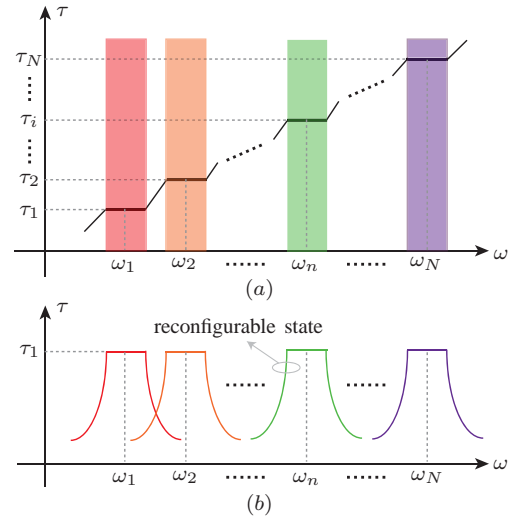 τ
τ_N
τ_i
τ_2
τ_1
ω_1 ω_2 ...... ω_n ...... ω_N ω
(a)
τ
reconfigurable state
τ_1
ω_1 ω_2 ...... ω_n ...... ω_N ω
(b)